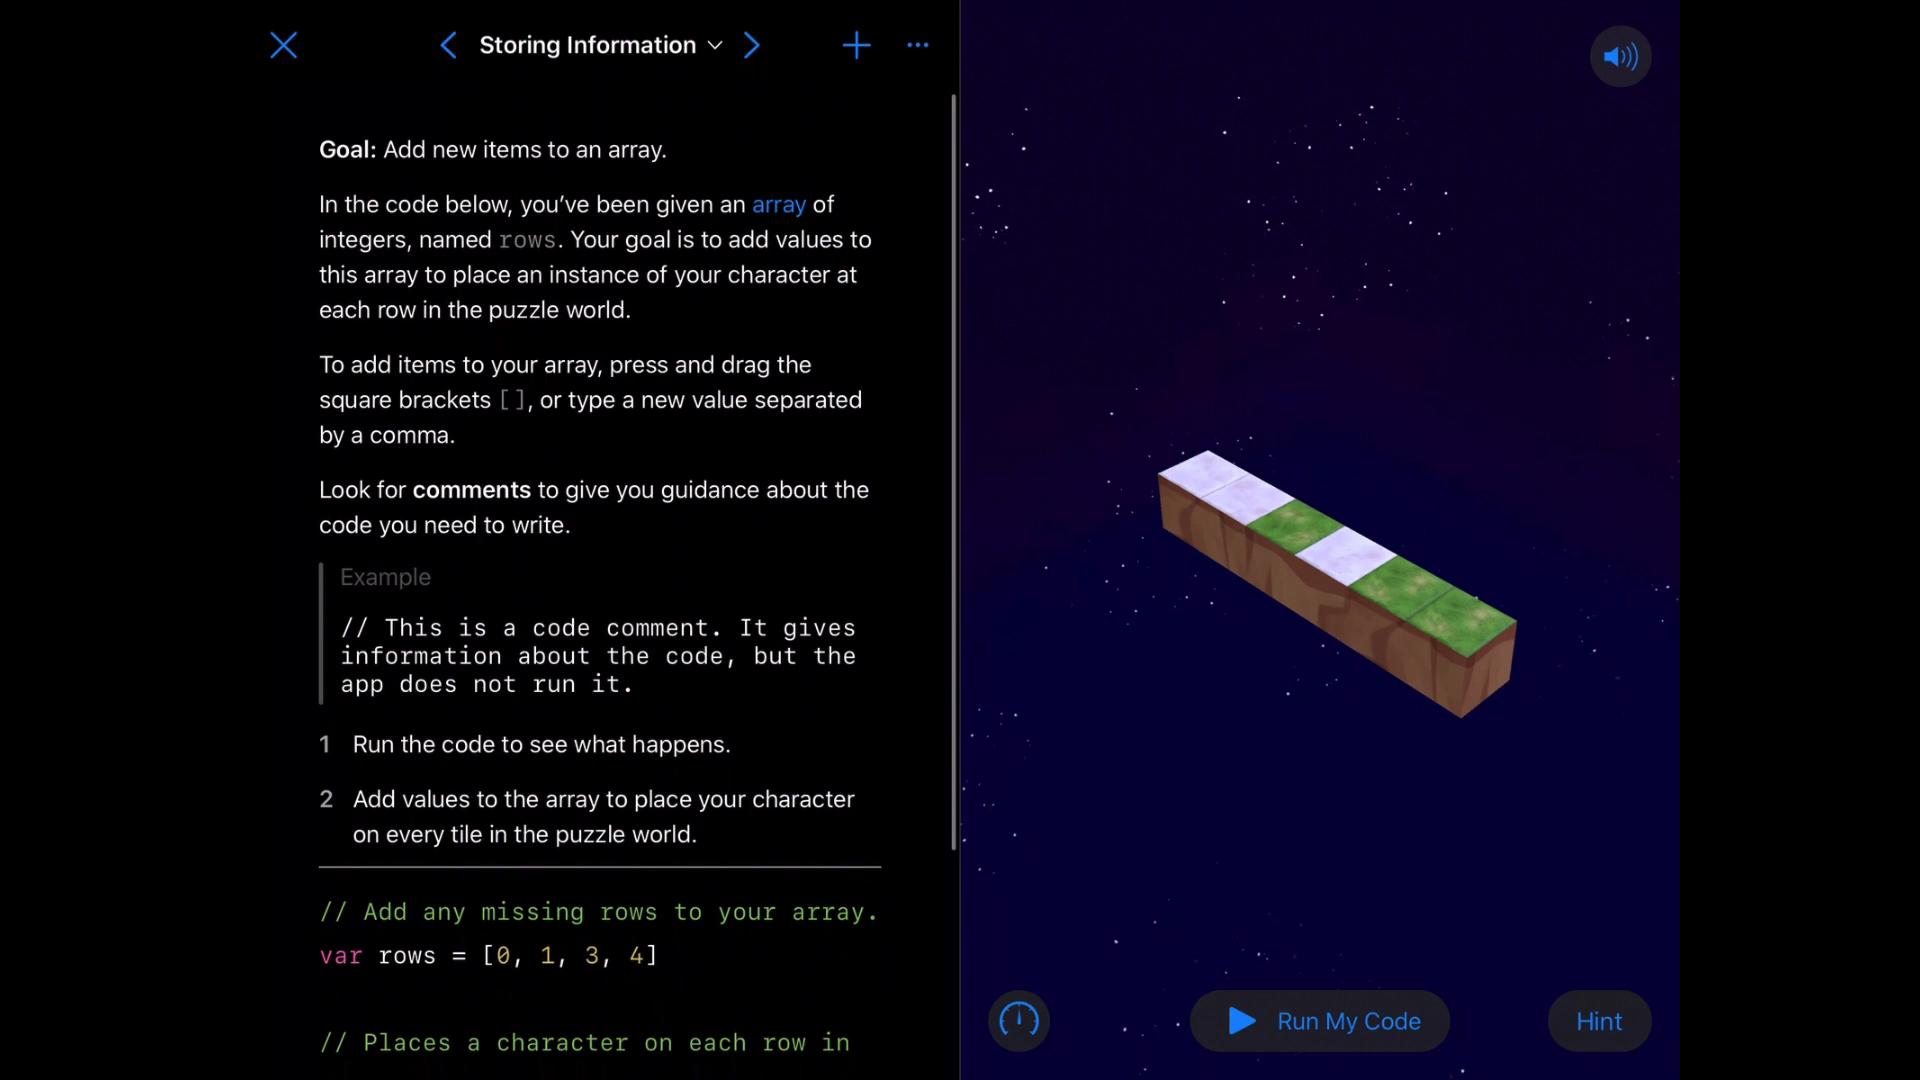 Storing Information
Goal: Add new items to an array.
In the code below, you’ve been given an array of
integers, named rows. Your goal is to add values to
this array to place an instance of your character at
each row in the puzzle world.
To add items to your array, press and drag the
square brackets [], or type a new value separated
by a comma.
Look for comments to give you guidance about the
code you need to write.
Example
// This is a code comment. It gives
information about the code, but the
app does not run it.
1 Run the code to see what happens.
2 Add values to the array to place your character
on every tile in the puzzle world.
// Add any missing rows to your array.
var rows = [0, 1, 3, 4]
// Places a character on each row in
Run My Code
Hint